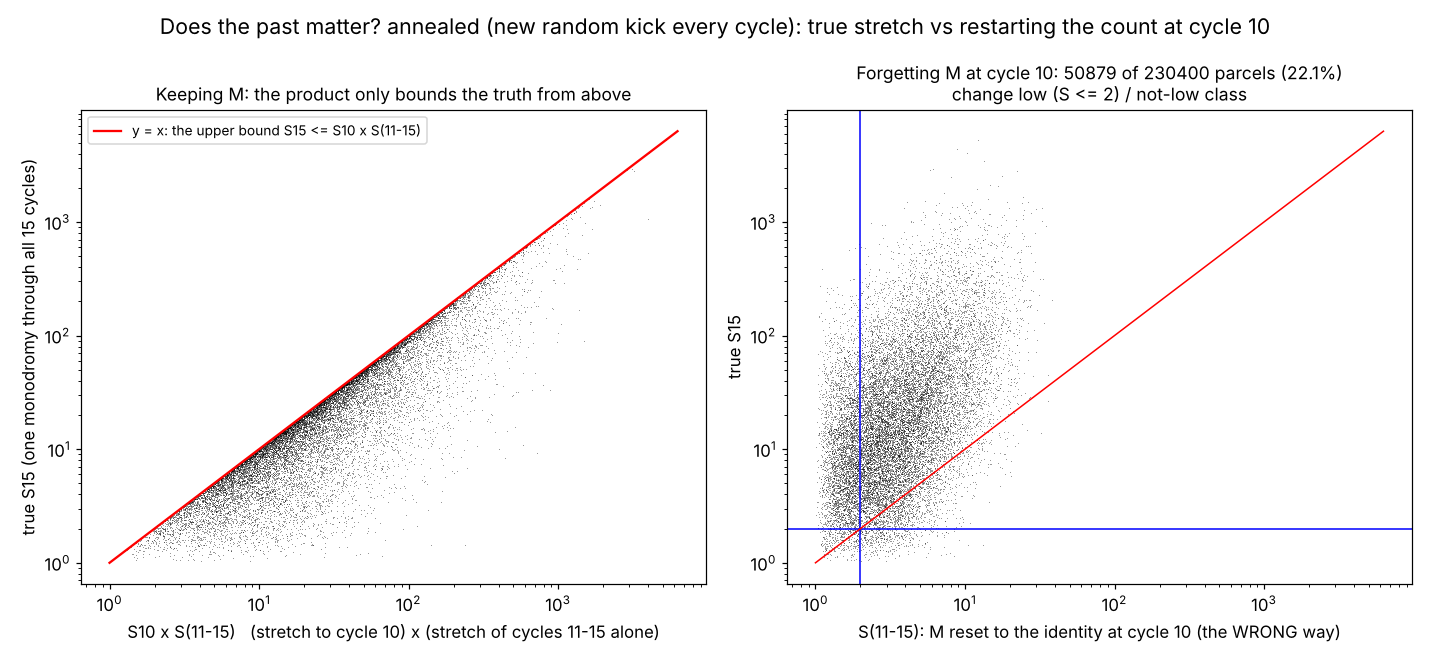 Does the past matter? annealed (new random kick every cycle): true stretch vs restarting the count at cycle 10
Keeping M: the product only bounds the truth from above
y = x: the upper bound S15 <= S10 x S(11-15)
true S15 (one monodromy through all 15 cycles)
10³
10²
10¹
10⁰
10⁰ 10¹ 10² 10³
S10 x S(11-15) (stretch to cycle 10) x (stretch of cycles 11-15 alone)
Forgetting M at cycle 10: 50879 of 230400 parcels (22.1%)
change low (S <= 2) / not-low class
true S15
10³
10²
10¹
10⁰
10⁰ 10¹ 10² 10³
S(11-15): M reset to the identity at cycle 10 (the WRONG way)